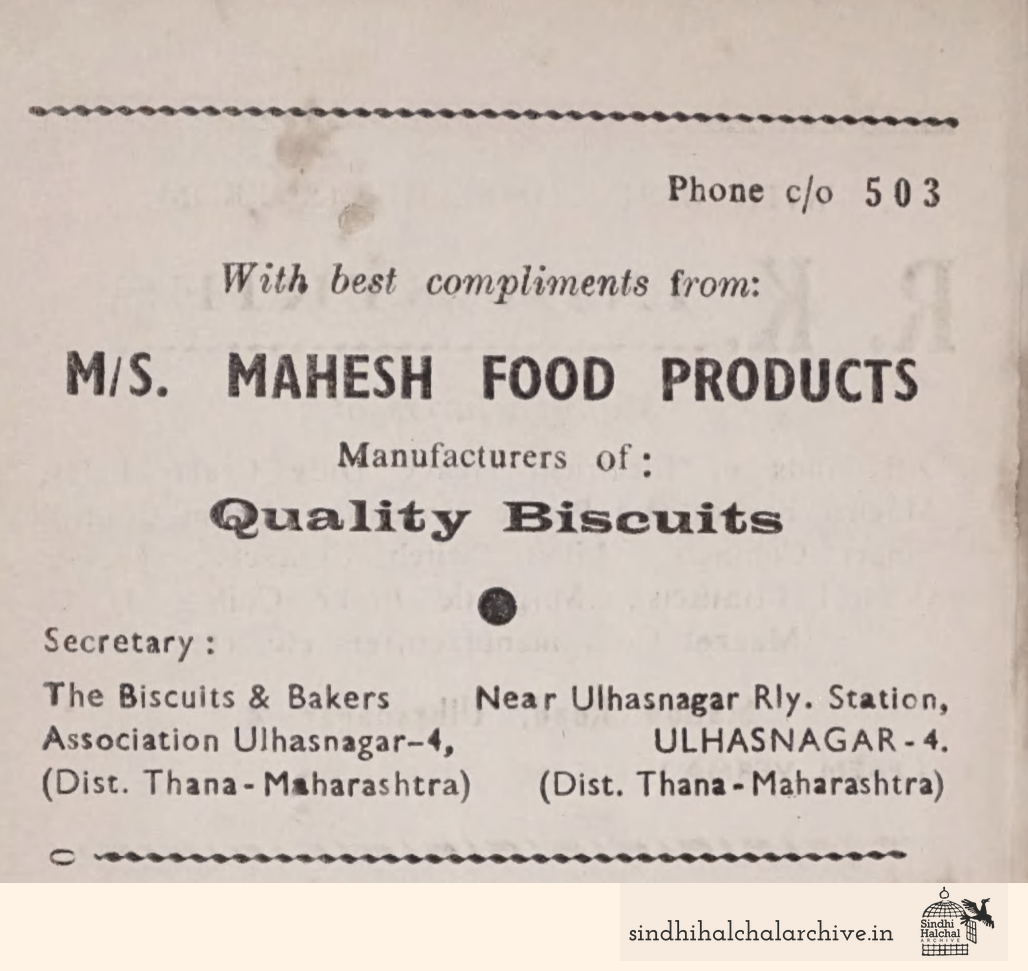 Phone c/o 503
With best compliments from:
M/S. MAHESH FOOD PRODUCTS
Manufacturers of:
Quality Biscuits
Secretary:
The Biscuits & Bakers
Association Ulhasnagar-4,
(Dist. Thana-Maharashtra)
Near Ulhasnagar Rly. Station,
ULHASNAGAR-4.
(Dist. Thana-Maharashtra)
sindhihalchalarchive.in
Sindhi
Halchal
ARCHIVE